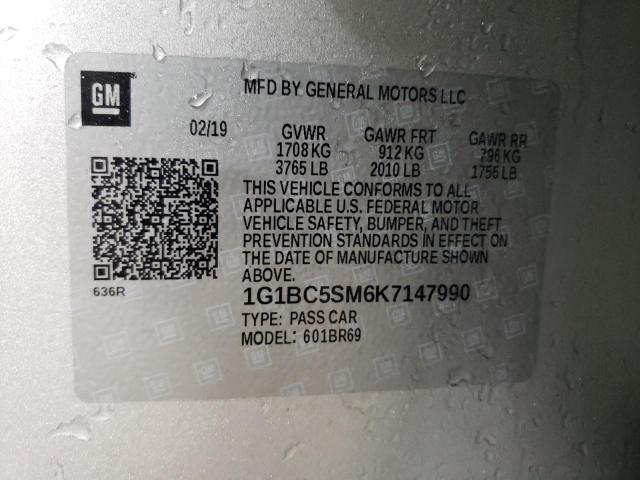 GM
MFD BY GENERAL MOTORS LLC
02/19 GVWR GAWR FRT GAWR RR
1708 KG 912 KG 796 KG
3765 LB 2010 LB 1755 LB
THIS VEHICLE CONFORMS TO ALL
APPLICABLE U.S. FEDERAL MOTOR
VEHICLE SAFETY, BUMPER, AND THEFT
PREVENTION STANDARDS IN EFFECT ON
THE DATE OF MANUFACTURE SHOWN
ABOVE.
636R
1G1BC5SM6K7147990
TYPE: PASS CAR
MODEL: 601BR69